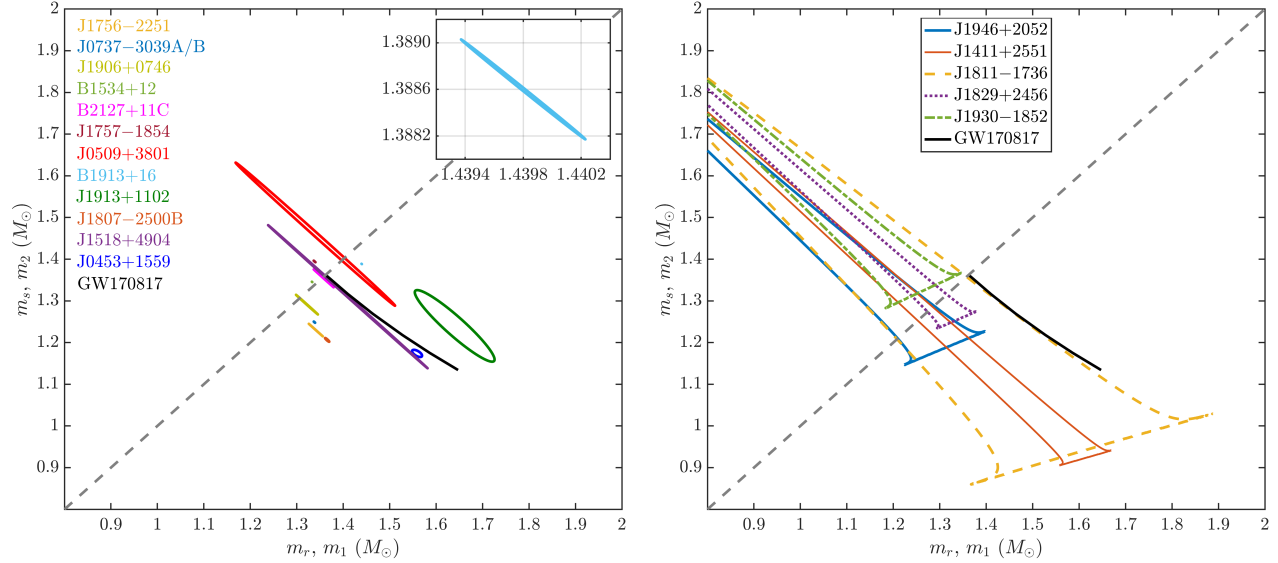 2
1.9
1.8
1.7
1.6
1.5
1.4
1.3
1.2
1.1
1
0.9
m_s, m_2 (M_⊙)
J1756−2251
J0737−3039A/B
J1906+0746
B1534+12
B2127+11C
J1757−1854
J0509+3801
B1913+16
J1913+1102
J1807−2500B
J1518+4904
J0453+1559
GW170817
1.3890
1.3886
1.3882
1.4394 1.4398 1.4402
0.9 1 1.1 1.2 1.3 1.4 1.5 1.6 1.7 1.8 1.9 2
m_r, m_1 (M_⊙)
2
1.9
1.8
1.7
1.6
1.5
1.4
1.3
1.2
1.1
1
0.9
m_s, m_2 (M_⊙)
J1946+2052
J1411+2551
J1811−1736
J1829+2456
J1930−1852
GW170817
0.9 1 1.1 1.2 1.3 1.4 1.5 1.6 1.7 1.8 1.9 2
m_r, m_1 (M_⊙)